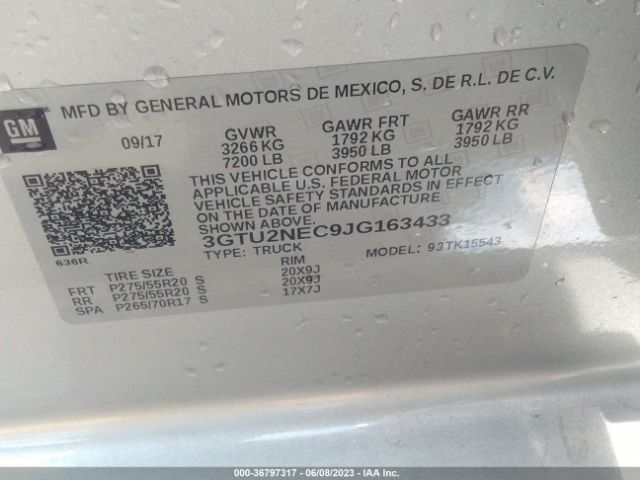 GM
MFD BY GENERAL MOTORS DE MEXICO, S. DE R.L. DE C.V.
09/17 GVWR GAWR FRT GAWR RR
3266 KG 1792 KG 1792 KG
7200 LB 3950 LB 3950 LB
THIS VEHICLE CONFORMS TO ALL
APPLICABLE U.S. FEDERAL MOTOR
VEHICLE SAFETY STANDARDS IN EFFECT
ON THE DATE OF MANUFACTURE
SHOWN ABOVE.
3GTU2NEC9JG163433
TYPE: TRUCK MODEL: 93TK15543
636R
TIRE SIZE RIM
FRT P275/55R20 S 20X9J
RR P275/55R20 S 20X9J
SPA P265/70R17 S 17X7J
000-36797317 - 06/08/2023 - IAA Inc.